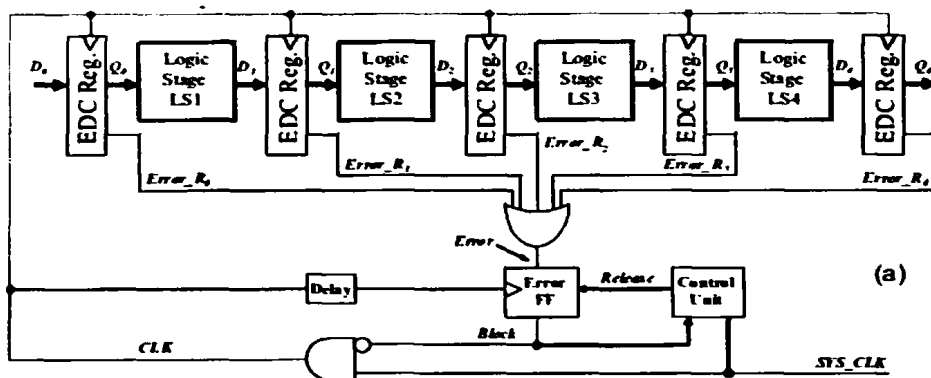 D₀ EDC Reg. Q₀ Logic Stage LS1 D₁ EDC Reg. Q₁ Logic Stage LS2 D₂ EDC Reg. Q₂ Logic Stage LS3 D₃ EDC Reg. Q₃ Logic Stage LS4 D₄ EDC Reg. Q₄
Error_R₀ Error_R₁ Error_R₂ Error_R₃ Error_R₄
Error
Delay Error FF Release Control Unit (a)
CLK Block SYS_CLK